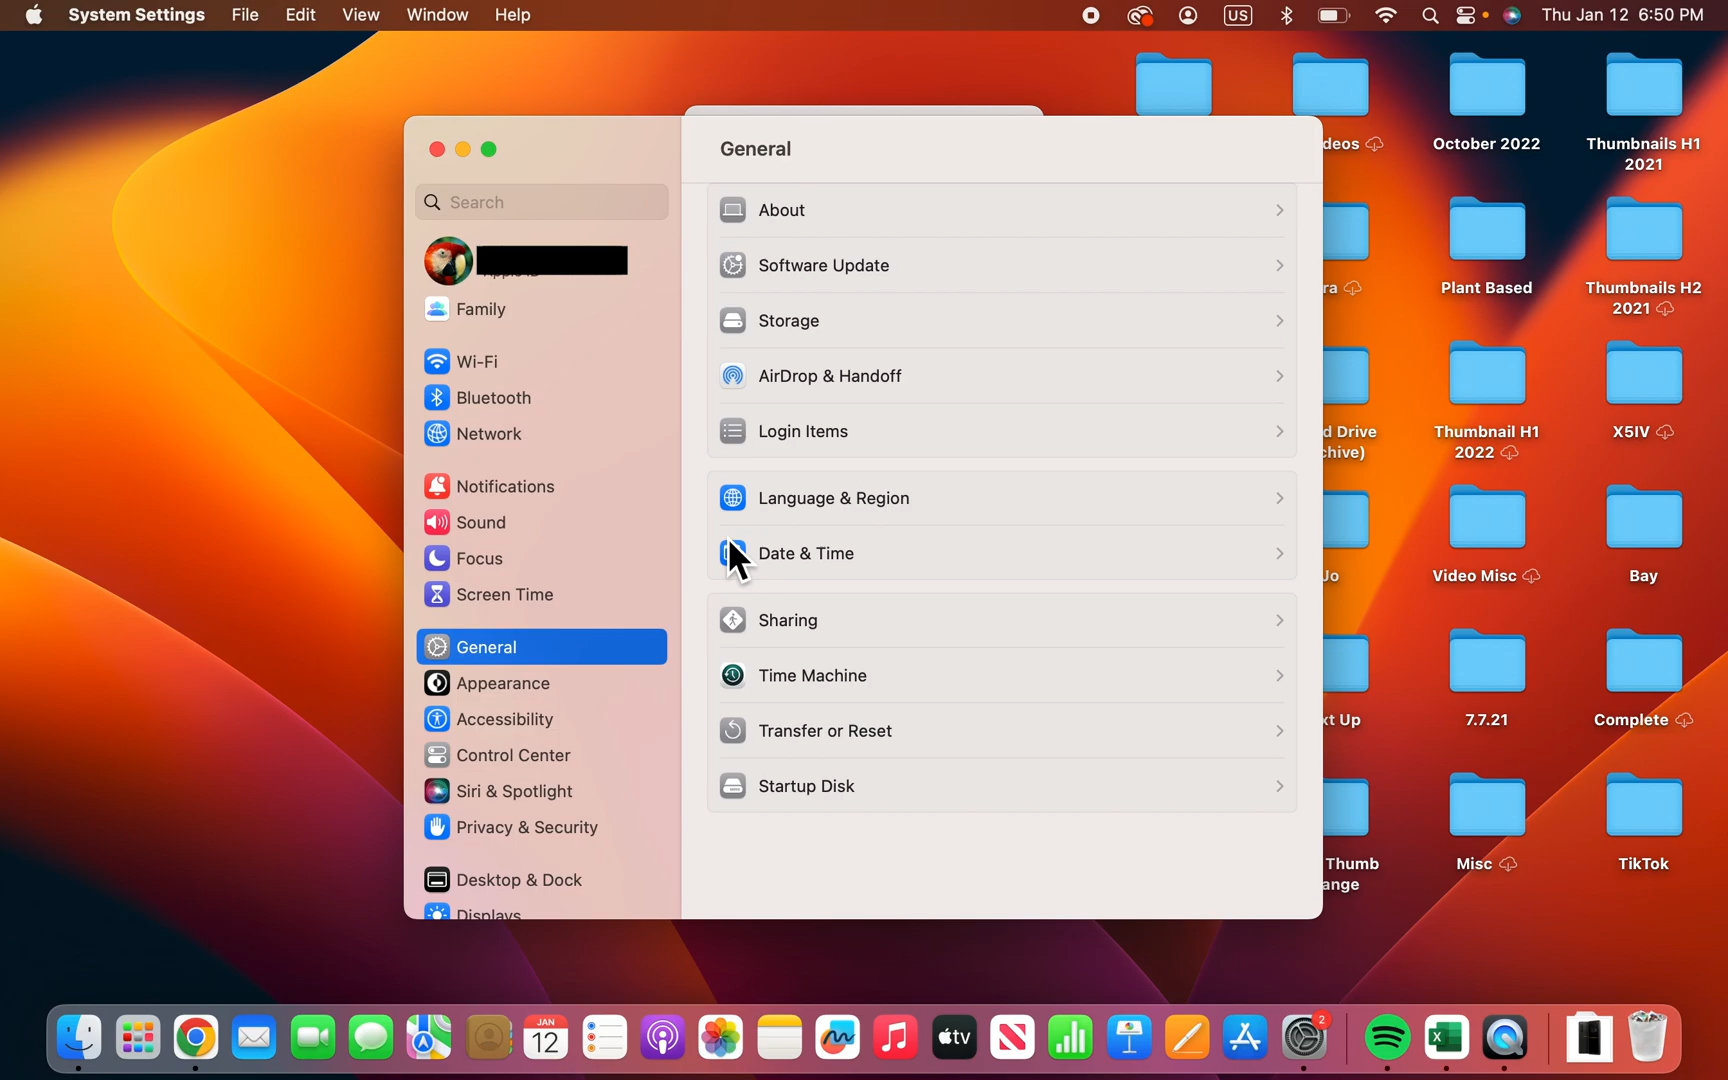 System Settings File Edit View Window Help US Thu Jan 12 6:50 PM
General
Search
Family
Wi-Fi
Bluetooth
Network
Notifications
Sound
Focus
Screen Time
General
Appearance
Accessibility
Control Center
Siri & Spotlight
Privacy & Security
Desktop & Dock
Displays
About
Software Update
Storage
AirDrop & Handoff
Login Items
Language & Region
Date & Time
Sharing
Time Machine
Transfer or Reset
Startup Disk
deos
October 2022
Thumbnails H1
2021
ra
Plant Based
Thumbnails H2
2021
d Drive
chive)
Thumbnail H1
2022
X5IV
Jo
Video Misc
Bay
xt Up
7.7.21
Complete
Thumb
ange
Misc
TikTok
JAN
12
tv
2
X